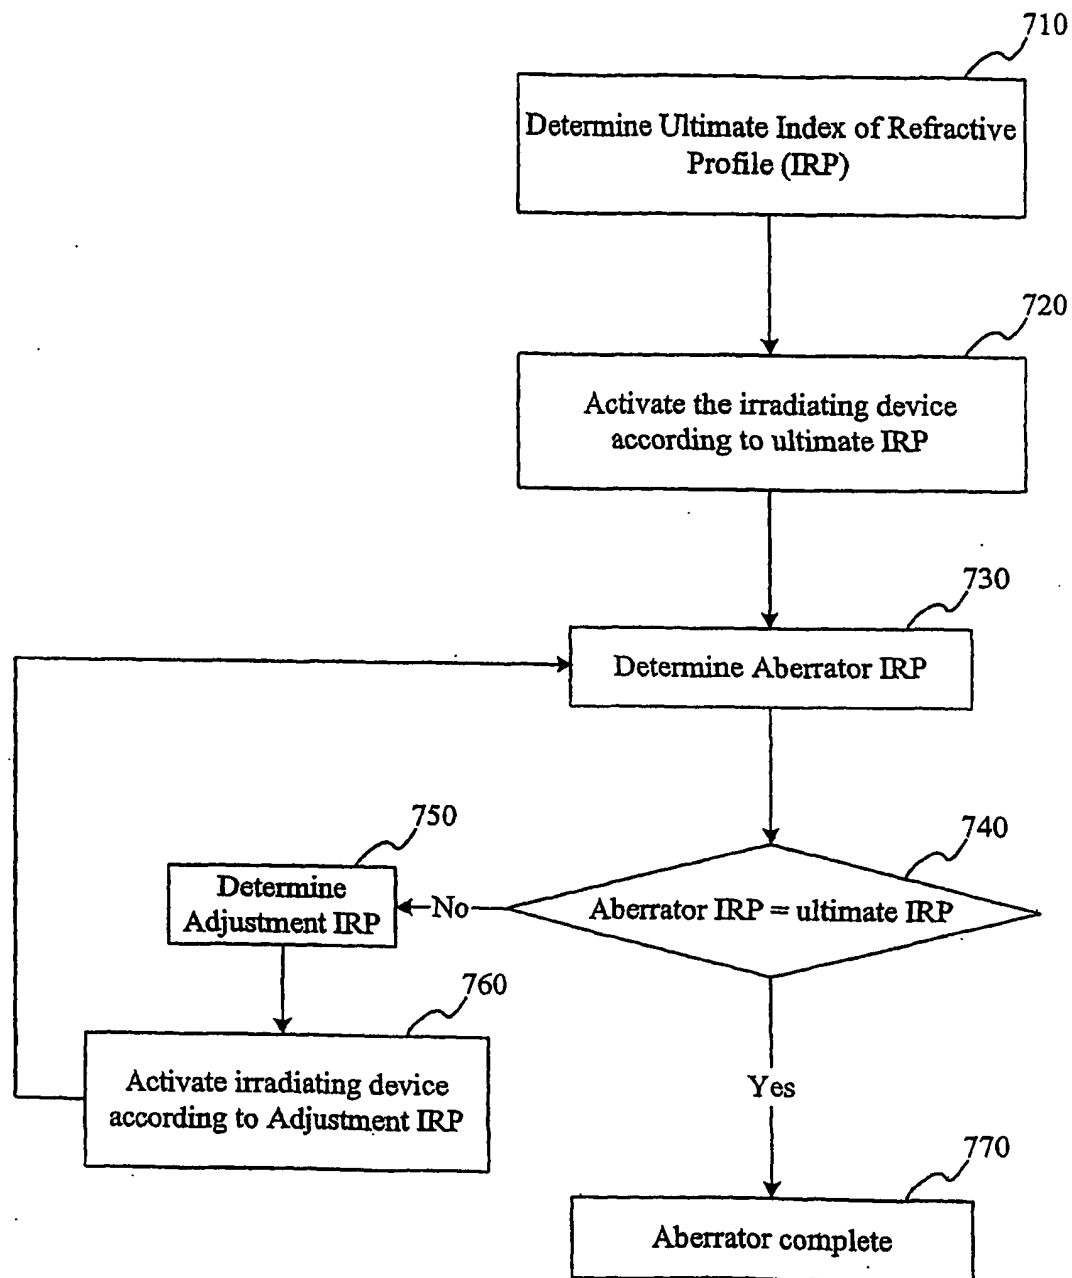 710
Determine Ultimate Index of Refractive
Profile (IRP)
720
Activate the irradiating device
according to ultimate IRP
730
Determine Aberrator IRP
740
Aberrator IRP = ultimate IRP
No
750
Determine
Adjustment IRP
760
Activate irradiating device
according to Adjustment IRP
Yes
770
Aberrator complete